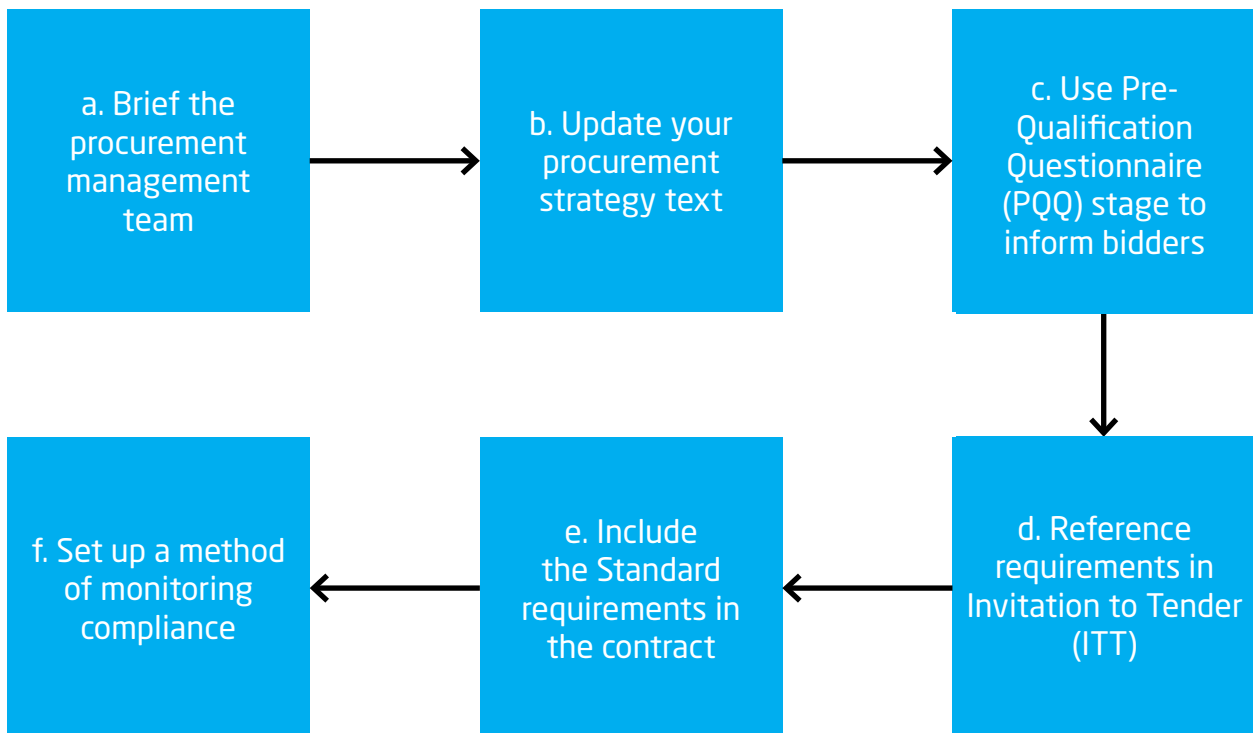 a. Brief the
procurement
management
team
b. Update your
procurement
strategy text
c. Use Pre-
Qualification
Questionnaire
(PQQ) stage to
inform bidders
d. Reference
requirements in
Invitation to Tender
(ITT)
e. Include
the Standard
requirements in
the contract
f. Set up a method
of monitoring
compliance